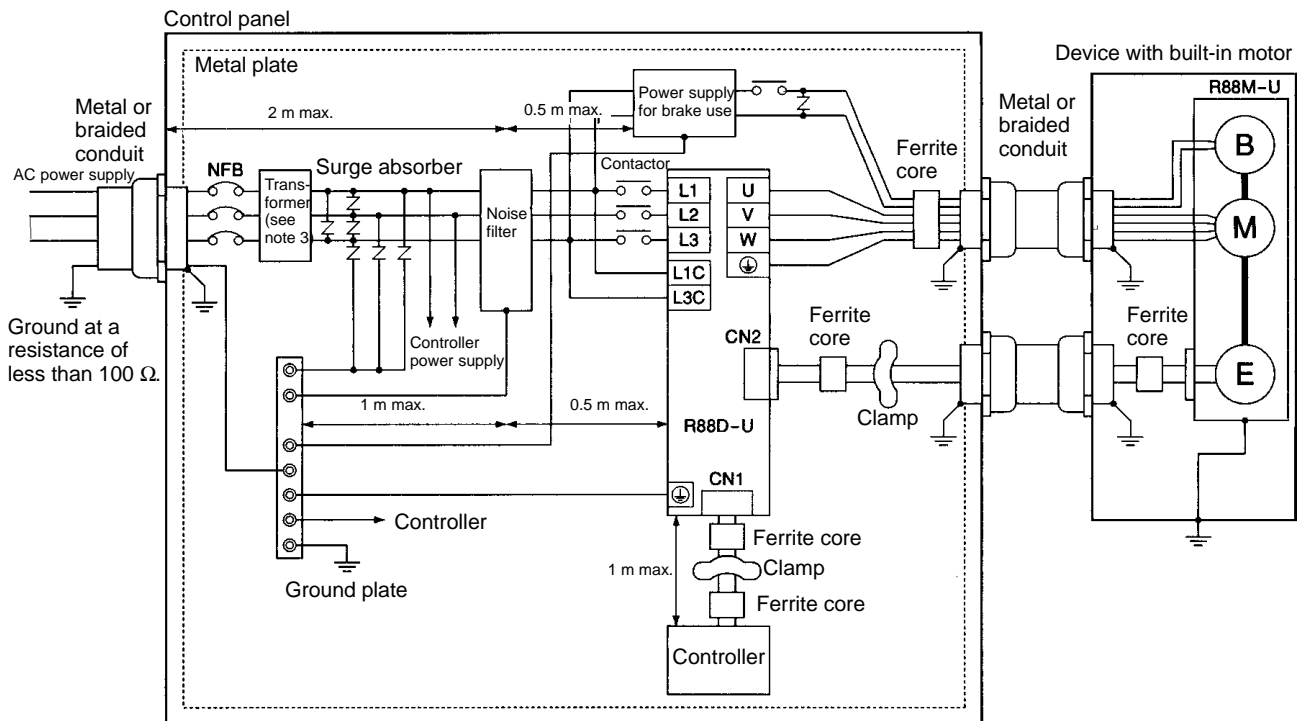 Control panel
Device with built-in motor
Metal plate
R88M-U
Metal or
braided
conduit
AC power supply
2 m max.
0.5 m max.
Power supply
for brake use
Metal or
braided
conduit
B
NFB
Surge absorber
Contactor
Ferrite
core
Trans-
former
(see
note 3)
Noise
filter
L1
L2
L3
L1C
L3C
U
V
W
M
Ground at a
resistance of
less than 100 Ω.
Controller
power supply
CN2
Ferrite
core
Ferrite
core
E
Clamp
1 m max.
0.5 m max.
R88D-U
CN1
Controller
Ground plate
1 m max.
Ferrite core
Clamp
Ferrite core
Controller